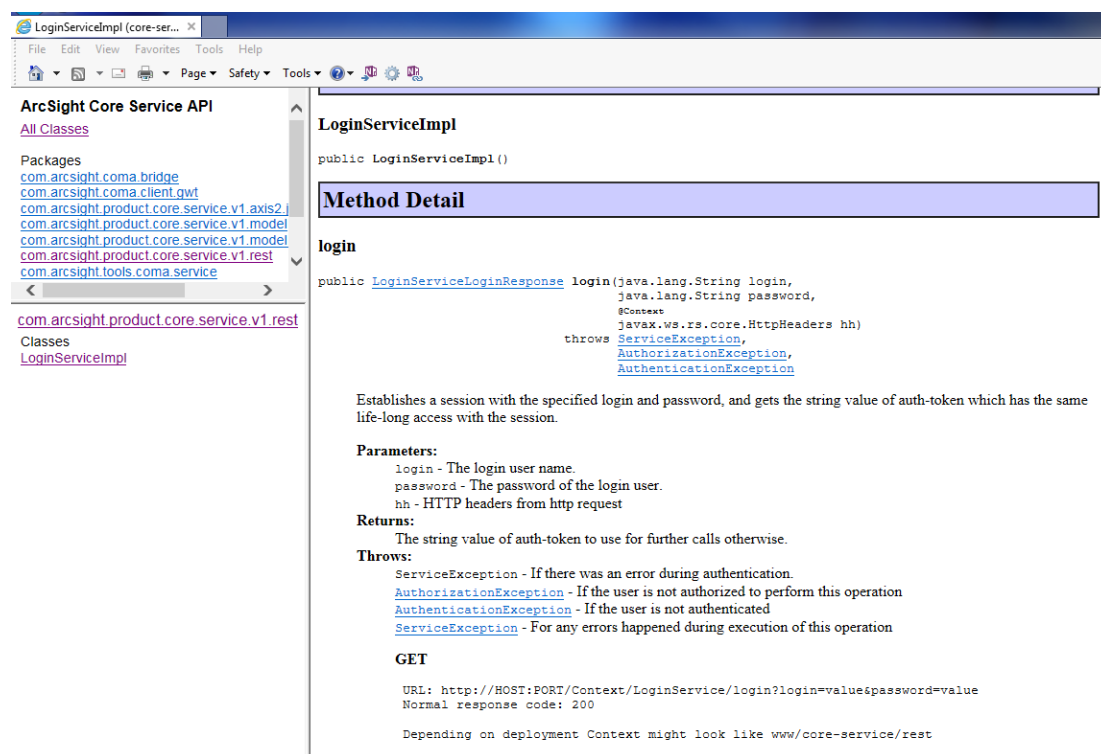 LoginServiceImpl (core-ser...
File Edit View Favorites Tools Help
Page Safety Tools
ArcSight Core Service API
All Classes
Packages
com.arcsight.coma.bridge
com.arcsight.coma.client.gwt
com.arcsight.product.core.service.v1.axis2.j
com.arcsight.product.core.service.v1.model
com.arcsight.product.core.service.v1.model
com.arcsight.product.core.service.v1.rest
com.arcsight.tools.coma.service
com.arcsight.product.core.service.v1.rest
Classes
LoginServiceImpl
LoginServiceImpl
public LoginServiceImpl()
Method Detail
login
public LoginServiceLoginResponse login(java.lang.String login,
java.lang.String password,
@Context
javax.ws.rs.core.HttpHeaders hh)
throws ServiceException,
AuthorizationException,
AuthenticationException
Establishes a session with the specified login and password, and gets the string value of auth-token which has the same
life-long access with the session.
Parameters:
login - The login user name.
password - The password of the login user.
hh - HTTP headers from http request
Returns:
The string value of auth-token to use for further calls otherwise.
Throws:
ServiceException - If there was an error during authentication.
AuthorizationException - If the user is not authorized to perform this operation
AuthenticationException - If the user is not authenticated
ServiceException - For any errors happened during execution of this operation
GET
URL: http://HOST:PORT/Context/LoginService/login?login=value&password=value
Normal response code: 200
Depending on deployment Context might look like www/core-service/rest